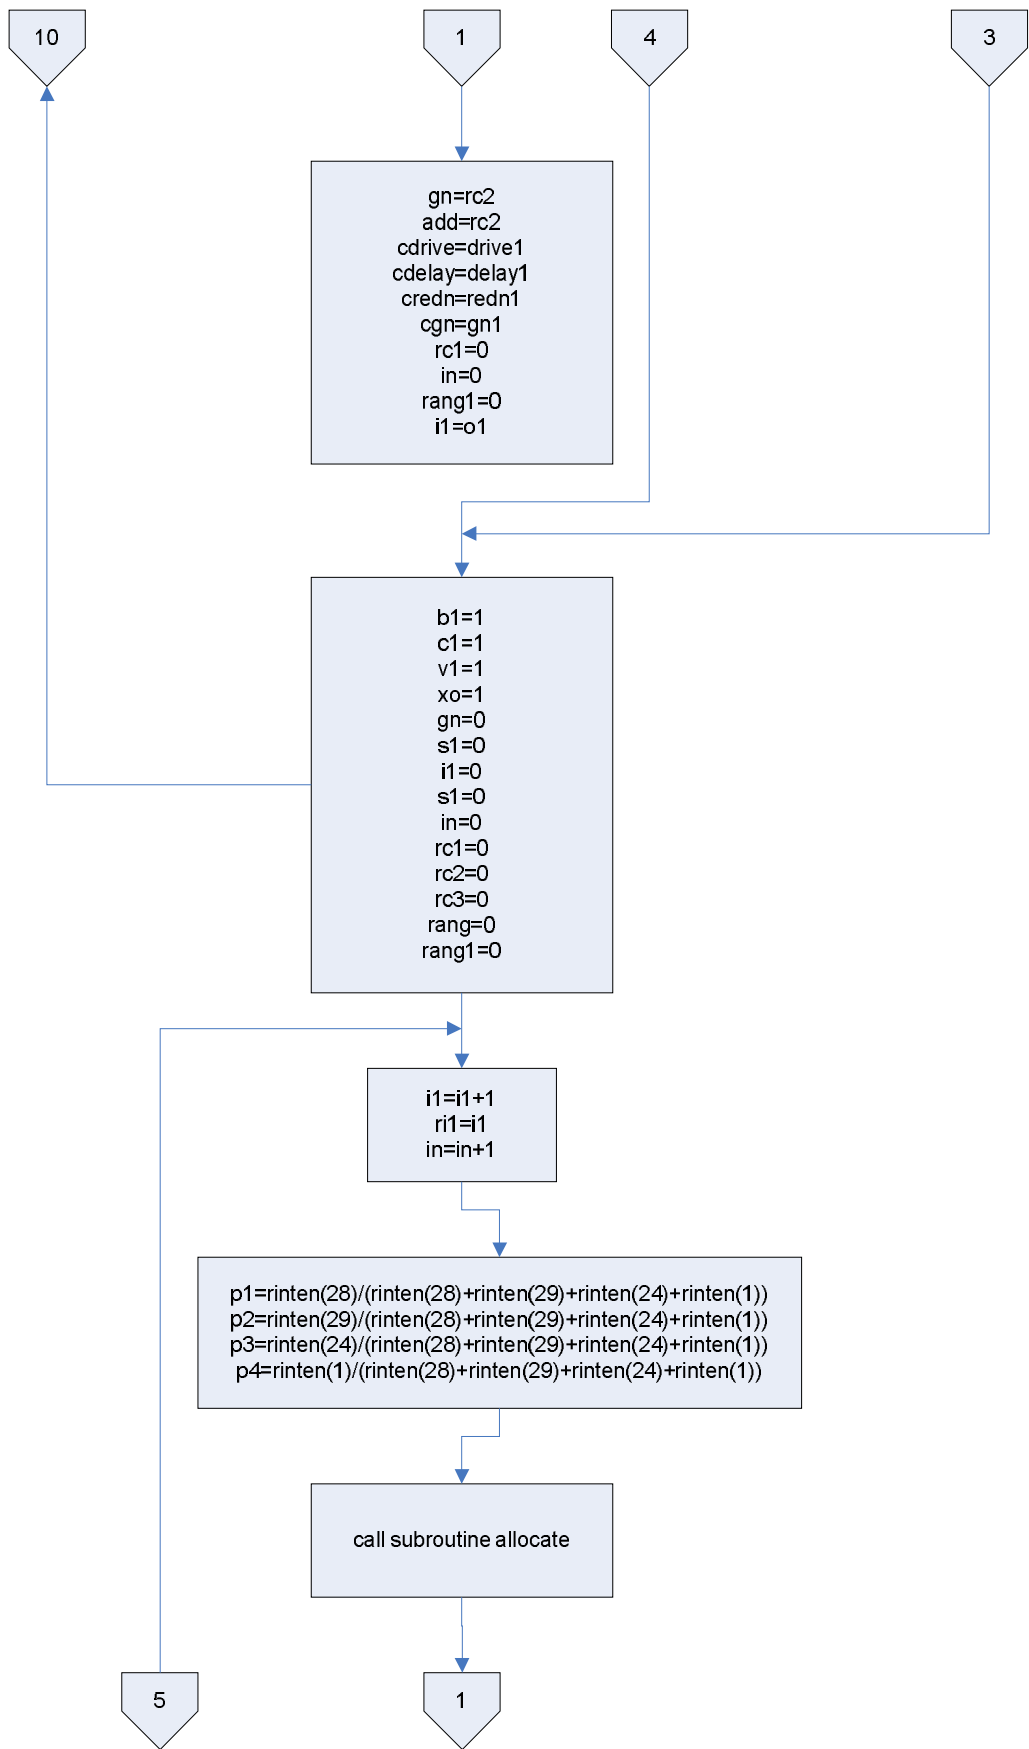 10
1
4
3
gn=rc2
add=rc2
cdrive=drive1
cdelay=delay1
credn=redn1
cgn=gn1
rc1=0
in=0
rang1=0
i1=o1
b1=1
c1=1
v1=1
xo=1
gn=0
s1=0
i1=0
s1=0
in=0
rc1=0
rc2=0
rc3=0
rang=0
rang1=0
i1=i1+1
ri1=i1
in=in+1
p1=rinten(28)/(rinten(28)+rinten(29)+rinten(24)+rinten(1))
p2=rinten(29)/(rinten(28)+rinten(29)+rinten(24)+rinten(1))
p3=rinten(24)/(rinten(28)+rinten(29)+rinten(24)+rinten(1))
p4=rinten(1)/(rinten(28)+rinten(29)+rinten(24)+rinten(1))
call subroutine allocate
5
1